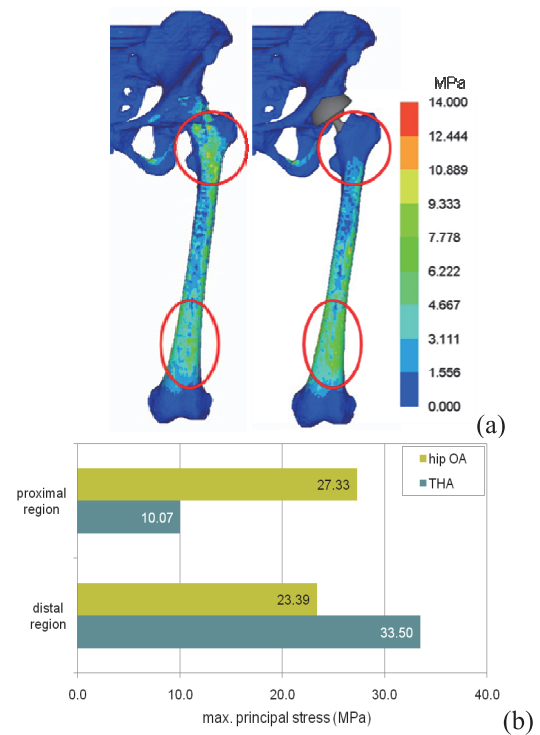 MPa
14.000
12.444
10.889
9.333
7.778
6.222
4.667
3.111
1.556
0.000
(a)
hip OA
THA
proximal
region
27.33
10.07
distal
region
23.39
33.50
0.0 10.0 20.0 30.0 40.0
max. principal stress (MPa)
(b)